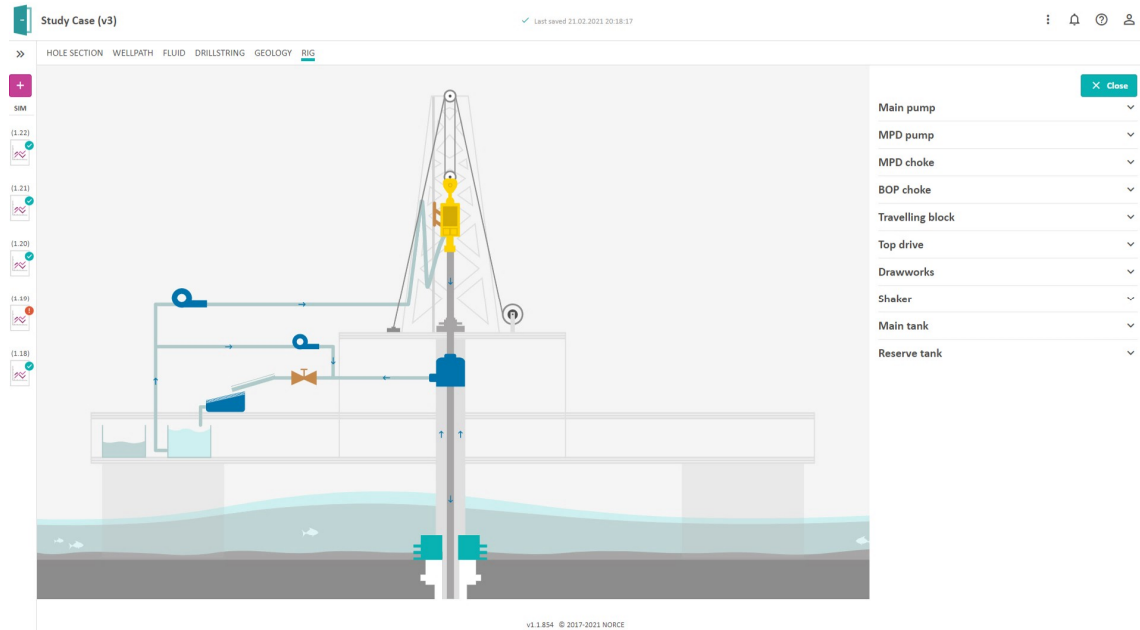 Study Case (v3)
Last saved 21.02.2021 20:18:17
HOLE SECTION WELLPATH FLUID DRILLSTRING GEOLOGY RIG
+
SIM
(1.22)
(1.21)
(1.20)
(1.19)
(1.18)
Close
Main pump
MPD pump
MPD choke
BOP choke
Travelling block
Top drive
Drawworks
Shaker
Main tank
Reserve tank
v1.1.854 © 2017-2021 NORCE